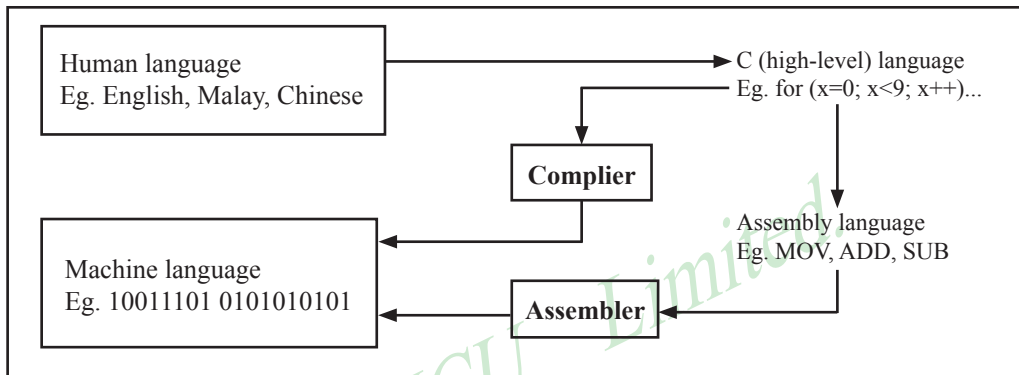 Human language
Eg. English, Malay, Chinese
C (high-level) language
Eg. for (x=0; x<9; x++)...
Complier
Assembly language
Eg. MOV, ADD, SUB
Machine language
Eg. 10011101 0101010101
Assembler
Limited.